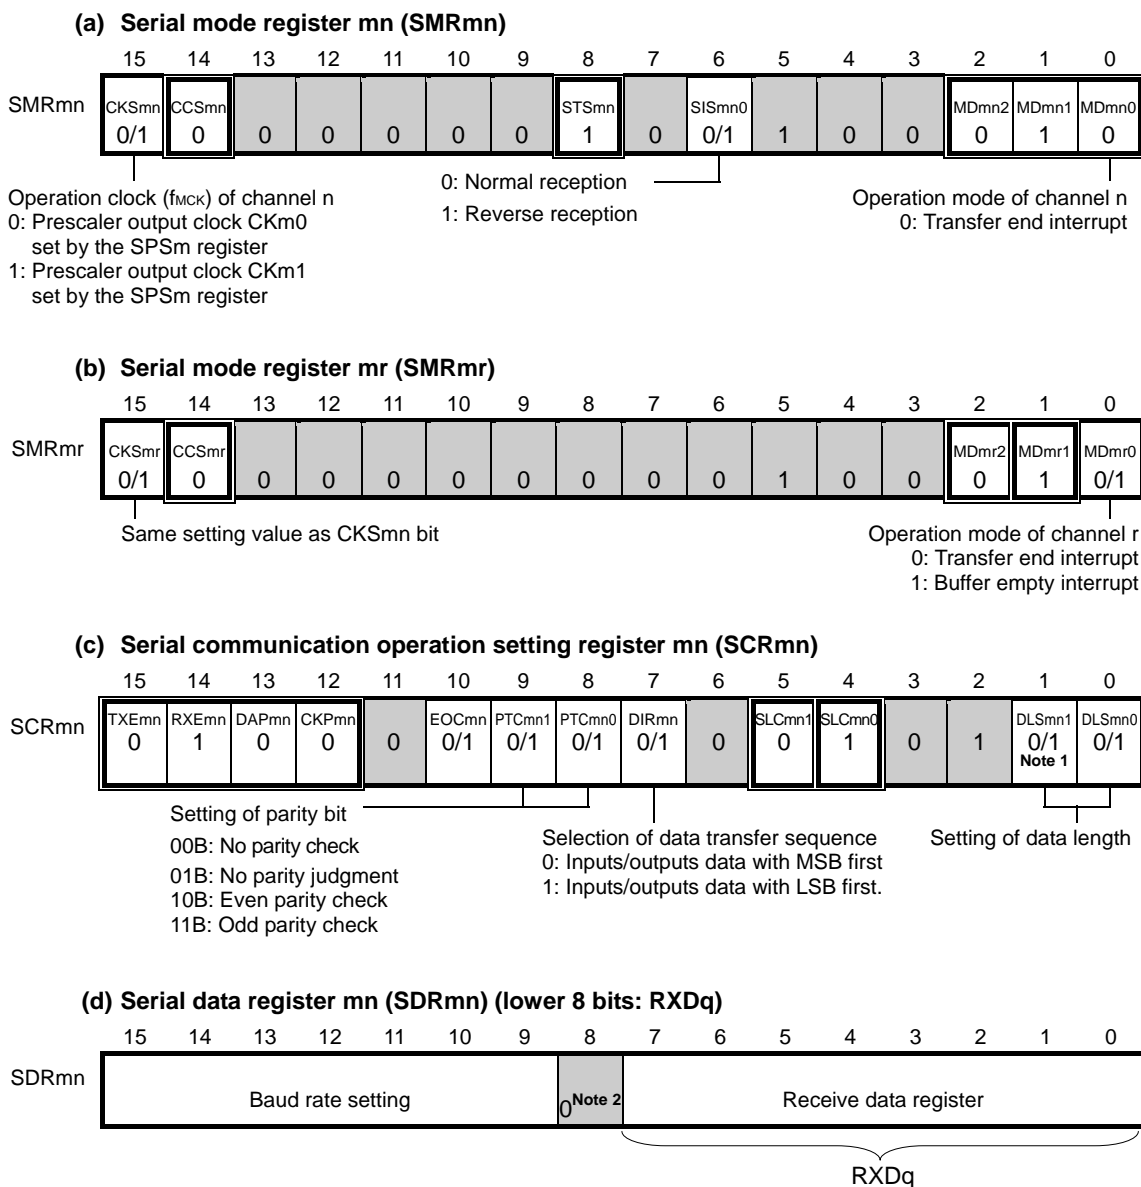 (a) Serial mode register mn (SMRmn)
15 14 13 12 11 10 9 8 7 6 5 4 3 2 1 0
SMRmn
CKSmn CCSmn STSmn SISmn0 MDmn2 MDmn1 MDmn0
0/1 0 0 0 0 0 0 1 0 0/1 1 0 0 0 1 0
Operation clock (fMCK) of channel n
0: Prescaler output clock CKm0
set by the SPSm register
1: Prescaler output clock CKm1
set by the SPSm register
0: Normal reception
1: Reverse reception
Operation mode of channel n
0: Transfer end interrupt
(b) Serial mode register mr (SMRmr)
15 14 13 12 11 10 9 8 7 6 5 4 3 2 1 0
SMRmr
CKSmr CCSmr MDmr2 MDmr1 MDmr0
0/1 0 0 0 0 0 0 0 0 0 1 0 0 0 1 0/1
Same setting value as CKSmn bit
Operation mode of channel r
0: Transfer end interrupt
1: Buffer empty interrupt
(c) Serial communication operation setting register mn (SCRmn)
15 14 13 12 11 10 9 8 7 6 5 4 3 2 1 0
SCRmn
TXEmn RXEmn DAPmn CKPmn EOCmn PTCmn1 PTCmn0 DIRmn SLCmn1 SLCmn0 DLSmn1 DLSmn0
0 1 0 0 0 0/1 0/1 0/1 0/1 0 0 1 0 1 0/1 0/1
Note 1
Setting of parity bit
00B: No parity check
01B: No parity judgment
10B: Even parity check
11B: Odd parity check
Selection of data transfer sequence
0: Inputs/outputs data with MSB first
1: Inputs/outputs data with LSB first.
Setting of data length
(d) Serial data register mn (SDRmn) (lower 8 bits: RXDq)
15 14 13 12 11 10 9 8 7 6 5 4 3 2 1 0
SDRmn
Baud rate setting 0 Note 2 Receive data register
RXDq